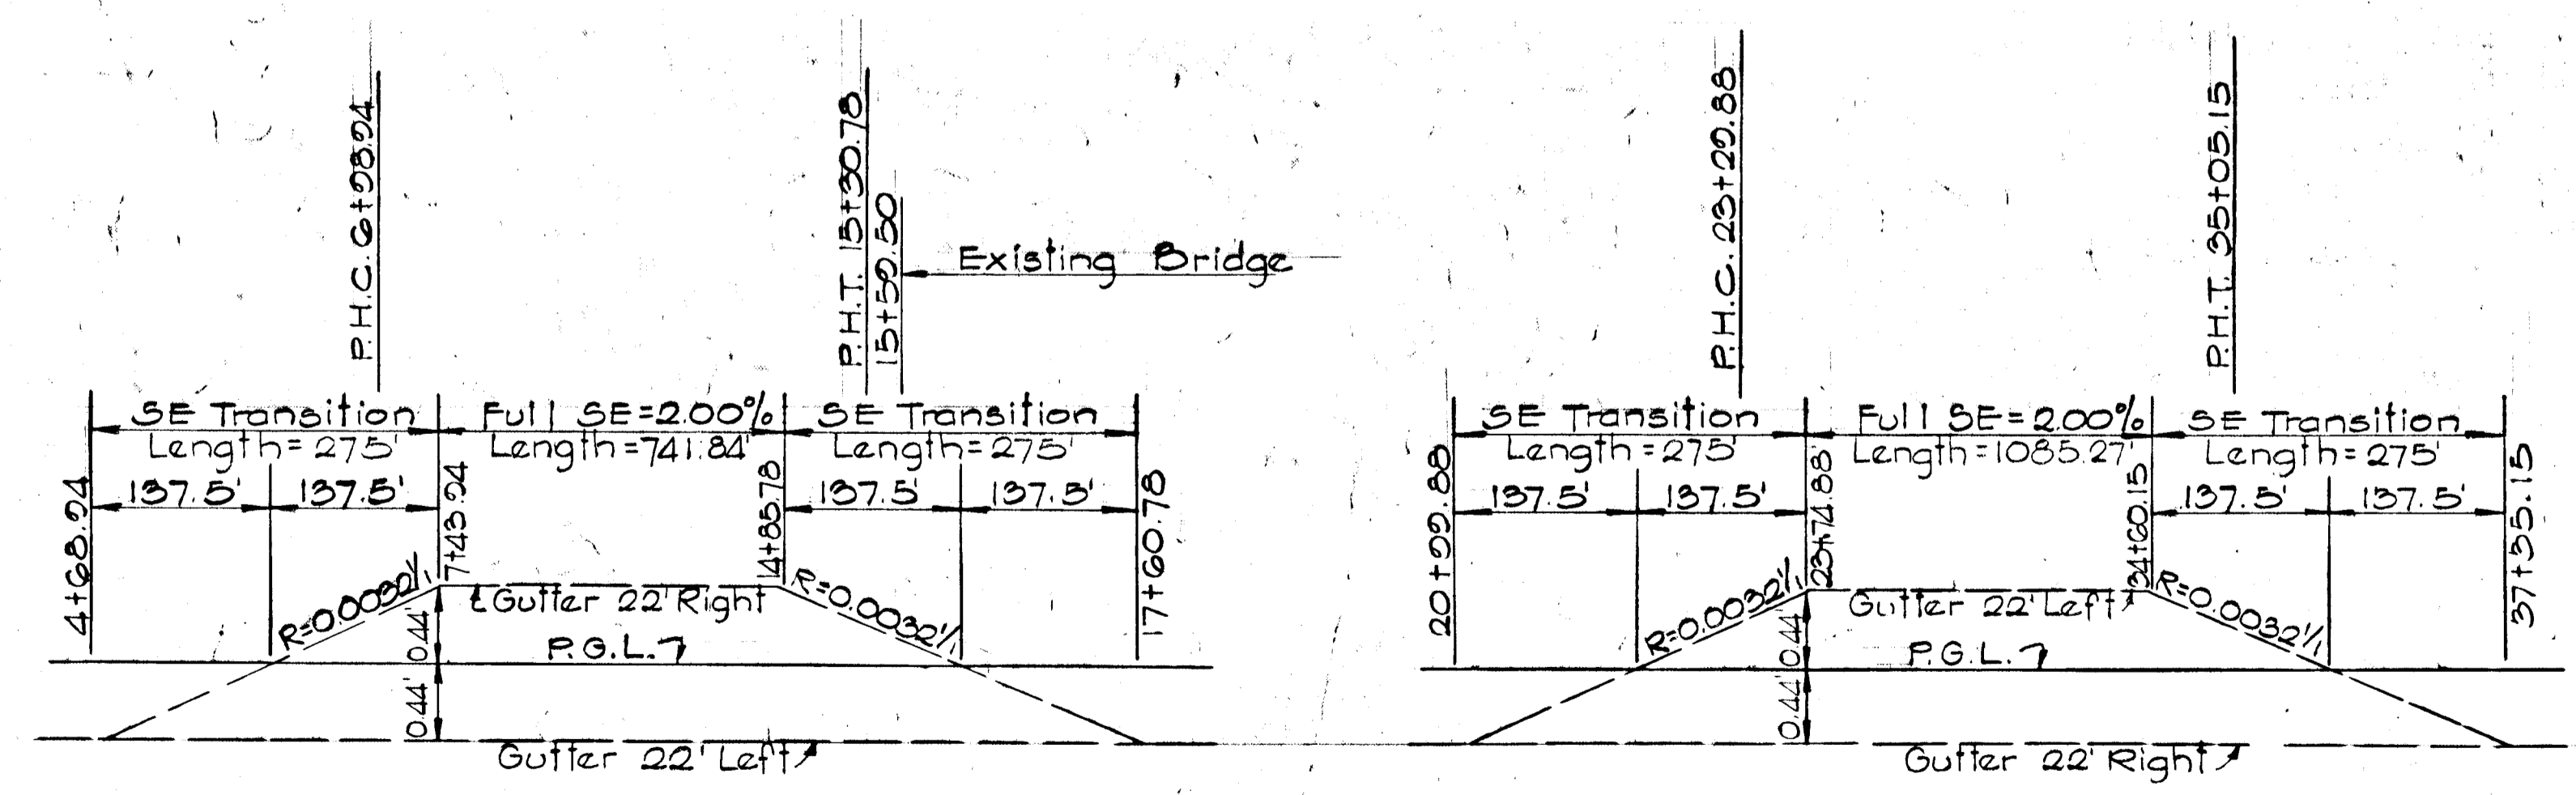 P.H.C. 6+98.94
P.H.T. 15+30.78
15+59.50
Existing Bridge
SE Transition
Length=275'
137.5'
137.5'
Full SE=2.00%
Length=741.84'
SE Transition
Length=275'
137.5'
137.5'
4+68.94
7+43.94
14+85.78
17+60.78
R=0.0032'/'
Gutter 22' Right
R=0.0032'/'
0.44'
P.G.L.
0.44'
Gutter 22' Left
P.H.C. 23+29.88
P.H.T. 35+05.15
SE Transition
Length=275'
137.5'
137.5'
Full SE=2.00%
Length=1085.27'
SE Transition
Length=275'
137.5'
137.5'
20+99.88
23+74.88
34+60.15
37+35.15
R=0.0032'/'
Gutter 22' Left
R=0.0032'/'
0.44'
P.G.L.
0.44'
Gutter 22' Right